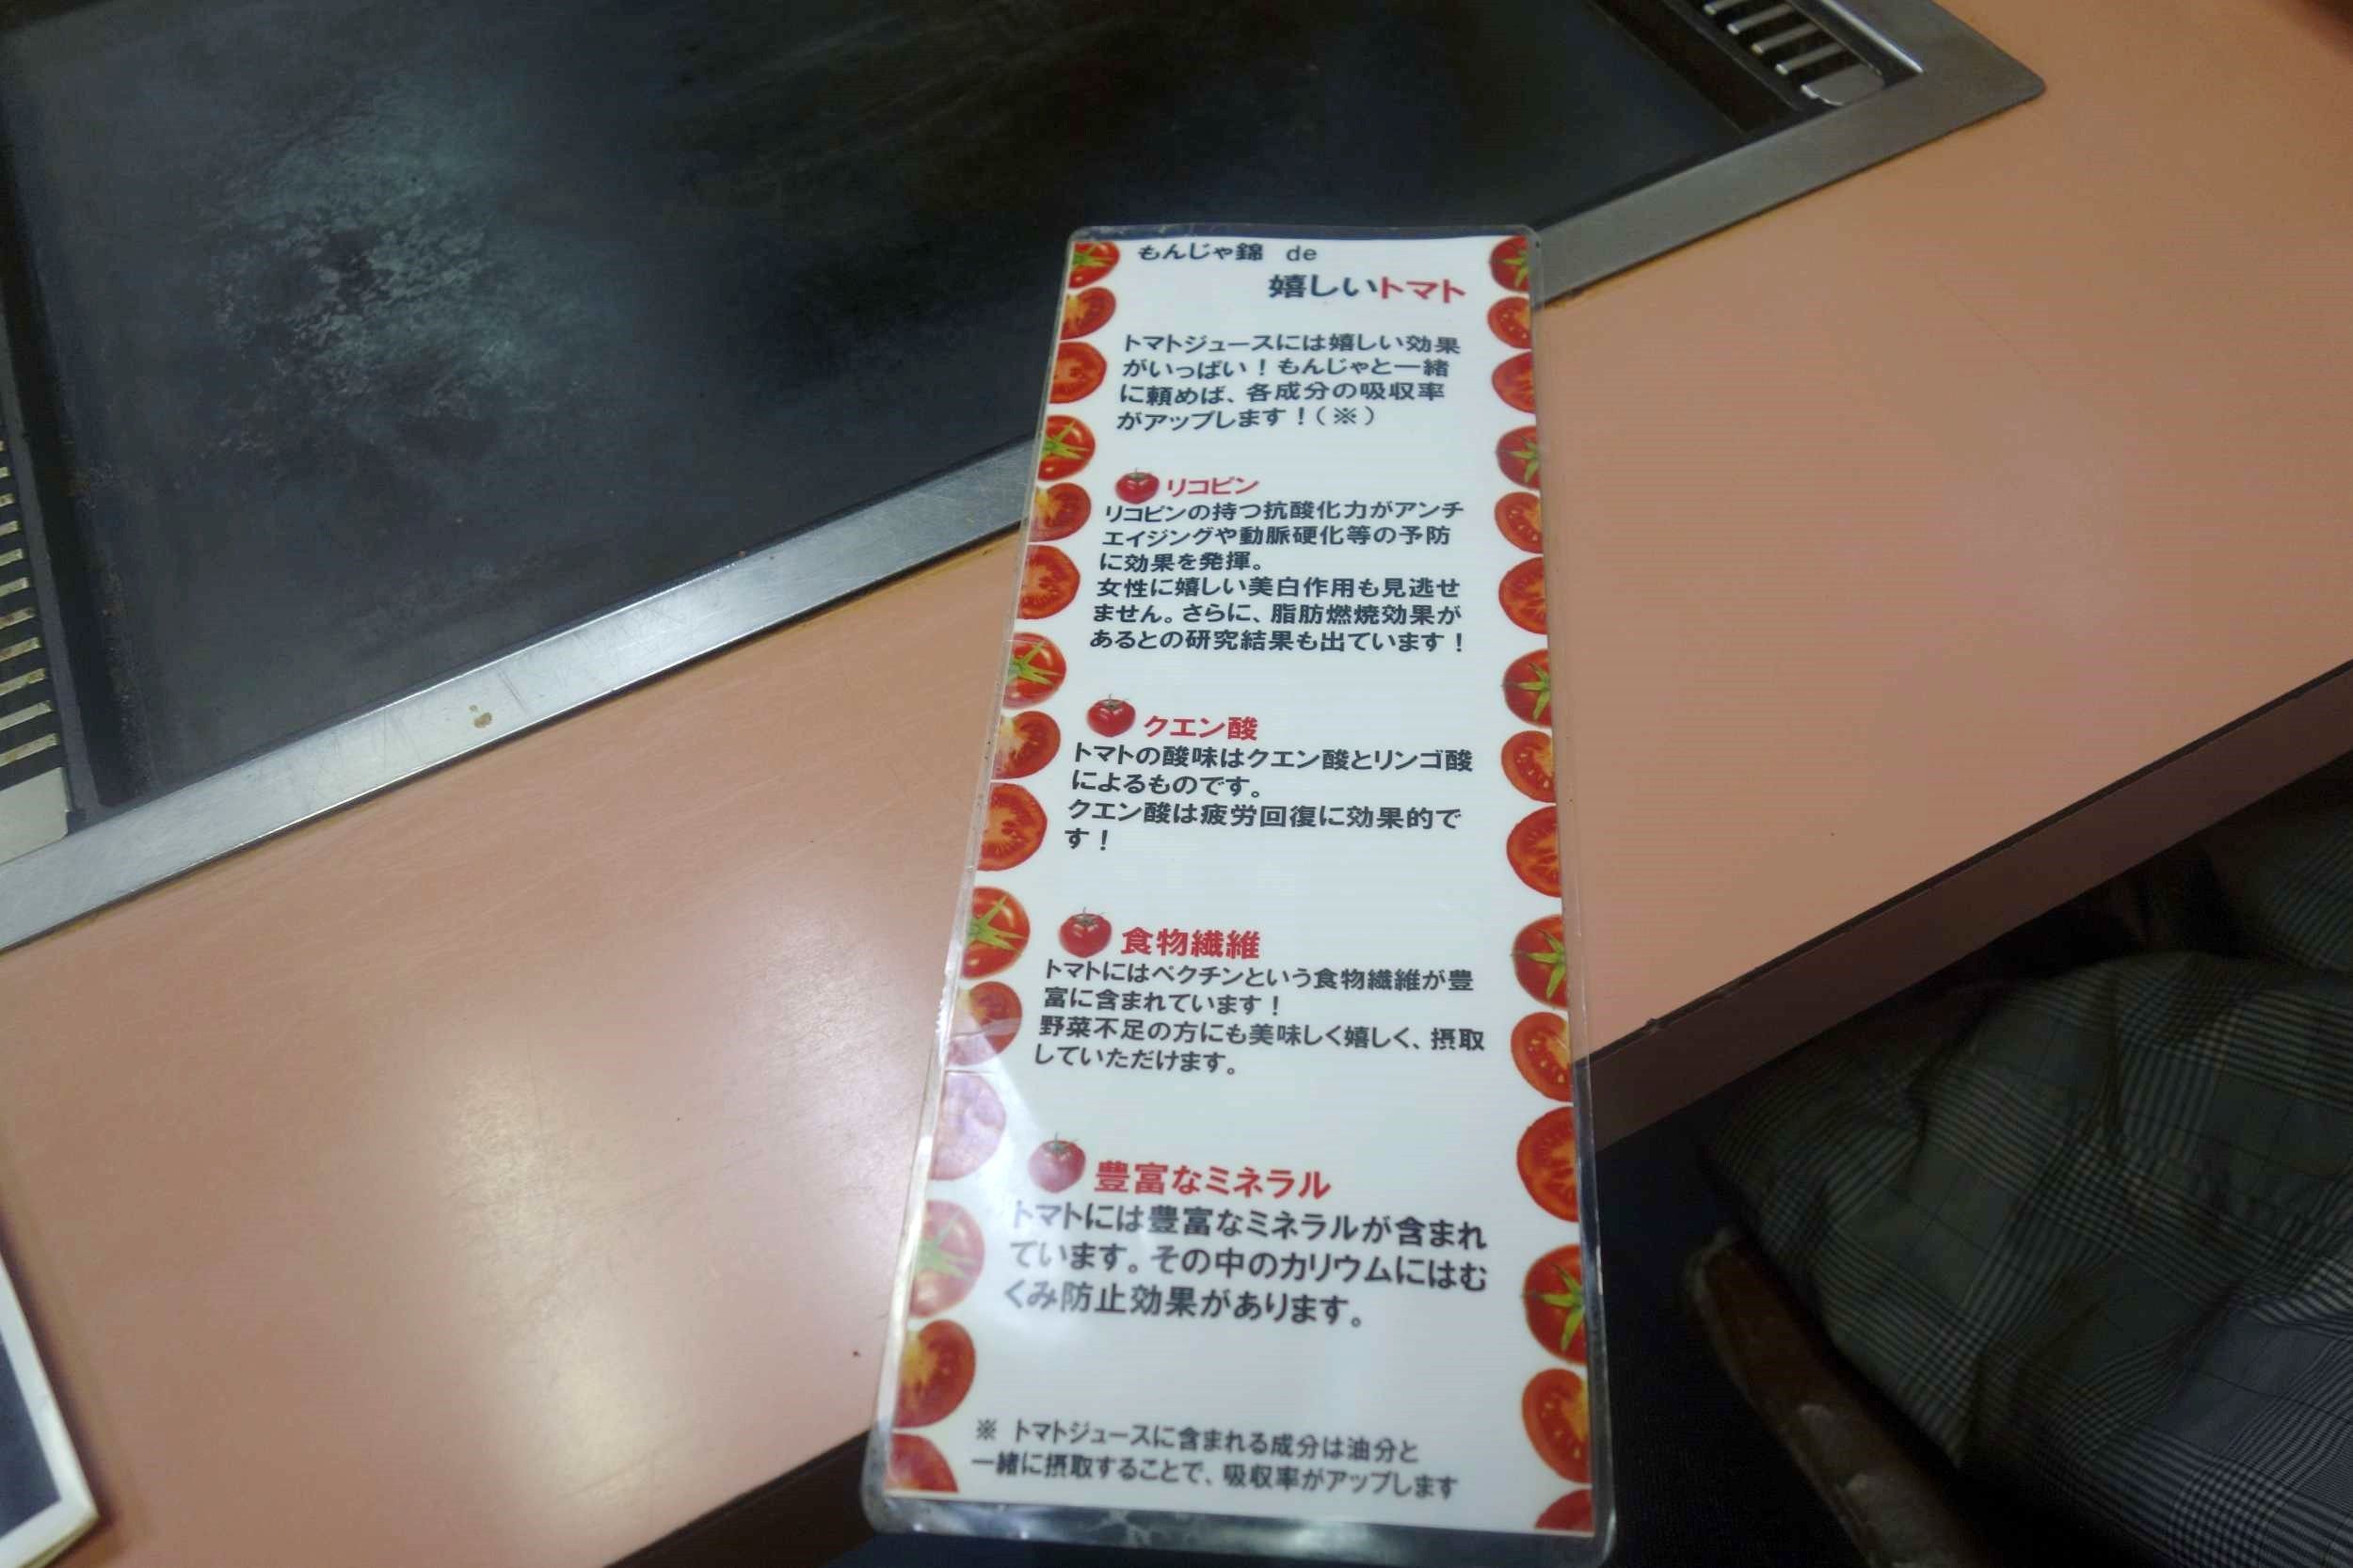 もんじゃ錦 de
嬉しいトマト
トマトジュースには嬉しい効果
がいっぱい！もんじゃと一緒
に頼めば、各成分の吸収率
がアップします！(※)
リコピン
リコピンの持つ抗酸化力がアンチ
エイジングや動脈硬化等の予防
に効果を発揮。
女性に嬉しい美白作用も見逃せ
ません。さらに、脂肪燃焼効果が
あるとの研究結果も出ています！
クエン酸
トマトの酸味はクエン酸とリンゴ酸
によるものです。
クエン酸は疲労回復に効果的で
す！
食物繊維
トマトにはペクチンという食物繊維が豊
富に含まれています！
野菜不足の方にも美味しく嬉しく、摂取
していただけます。
豊富なミネラル
トマトには豊富なミネラルが含まれ
ています。その中のカリウムにはむ
くみ防止効果があります。
※ トマトジュースに含まれる成分は油分と
一緒に摂取することで、吸収率がアップします